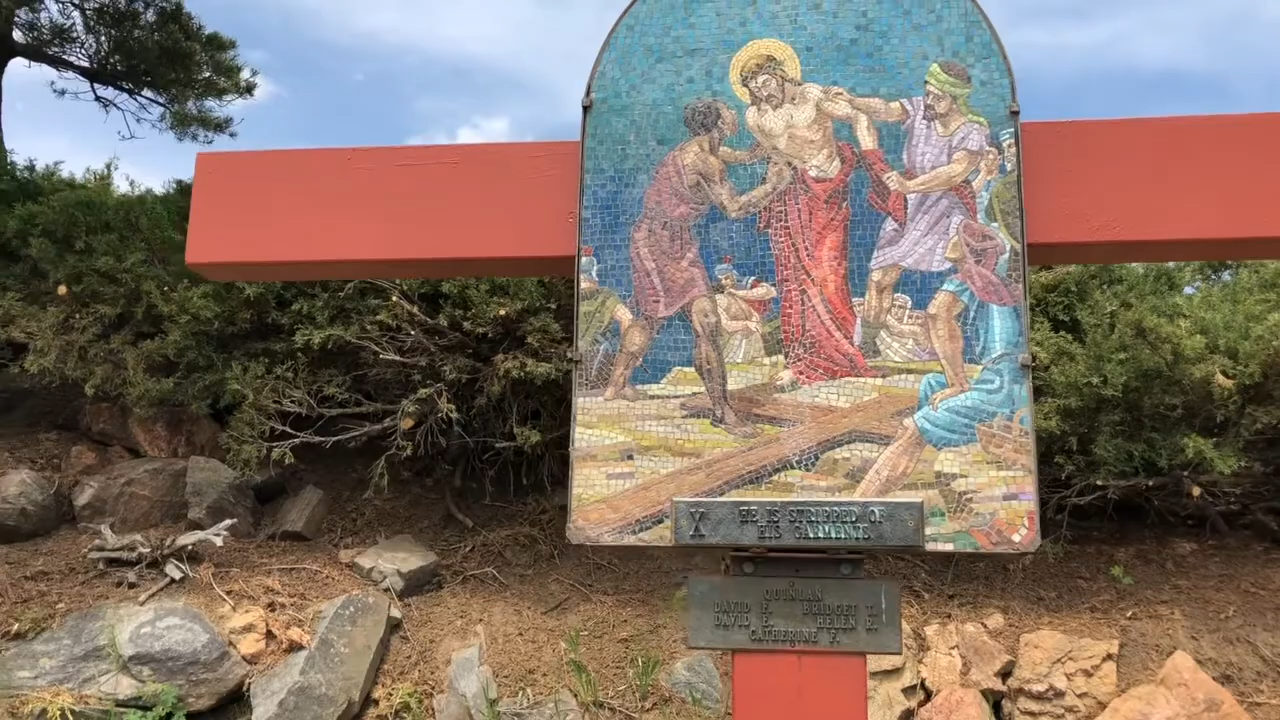 X
HE IS STRIPPED OF
HIS GARMENTS
QUINLAN
DAVID F. BRIDGET T.
DAVID E. HELEN R.
CATHERINE F.